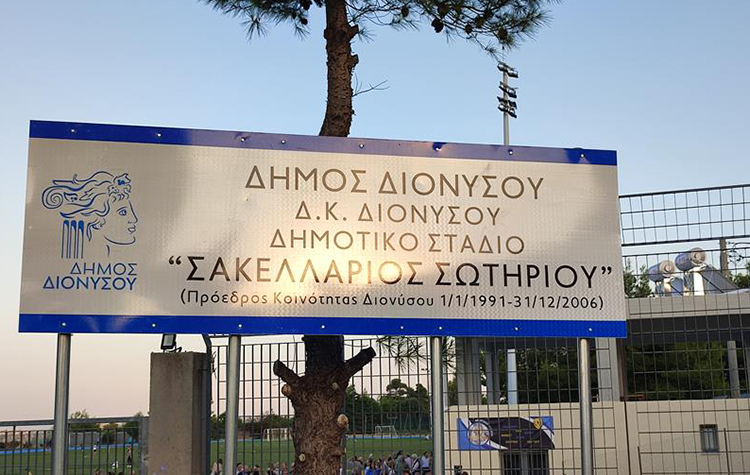 ΔΗΜΟΣ ΔΙΟΝΥΣΟΥ
Δ.Κ. ΔΙΟΝΥΣΟΥ
ΔΗΜΟΤΙΚΟ ΣΤΑΔΙΟ
“ΣΑΚΕΛΛΑΡΙΟΣ ΣΩΤΗΡΙΟΥ”
(Πρόεδρος Κοινότητας Διονύσου 1/1/1991-31/12/2006)
ΔΗΜΟΣ
ΔΙΟΝΥΣΟΥ